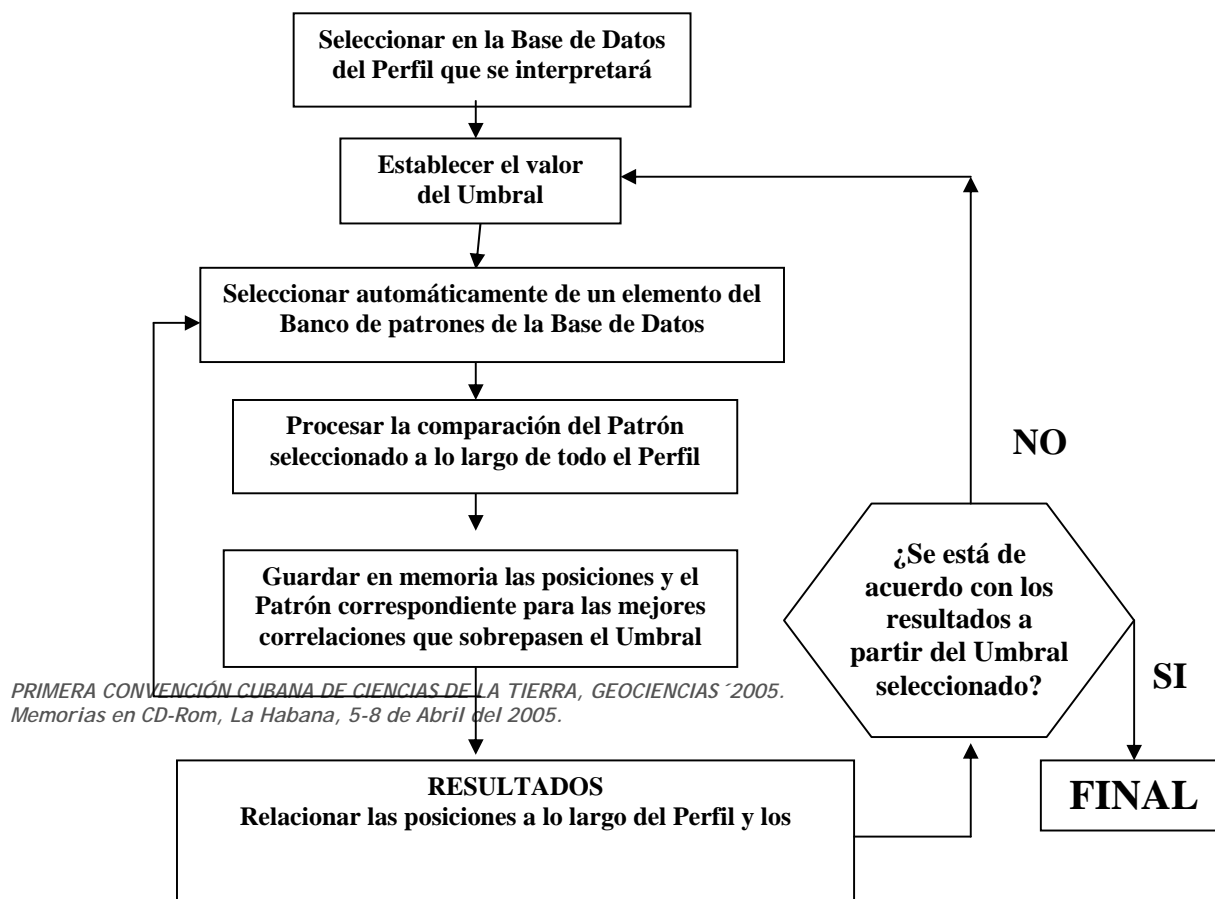 Seleccionar en la Base de Datos
del Perfil que se interpretará
Establecer el valor
del Umbral
Seleccionar automáticamente de un elemento del
Banco de patrones de la Base de Datos
Procesar la comparación del Patrón
seleccionado a lo largo de todo el Perfil
NO
Guardar en memoria las posiciones y el
Patrón correspondiente para las mejores
correlaciones que sobrepasen el Umbral
¿Se está de
acuerdo con los
resultados a
partir del Umbral
seleccionado?
SI
PRIMERA CONVENCIÓN CUBANA DE CIENCIAS DE LA TIERRA, GEOCIENCIAS´2005.
Memorias en CD-Rom, La Habana, 5-8 de Abril del 2005.
RESULTADOS
Relacionar las posiciones a lo largo del Perfil y los
FINAL